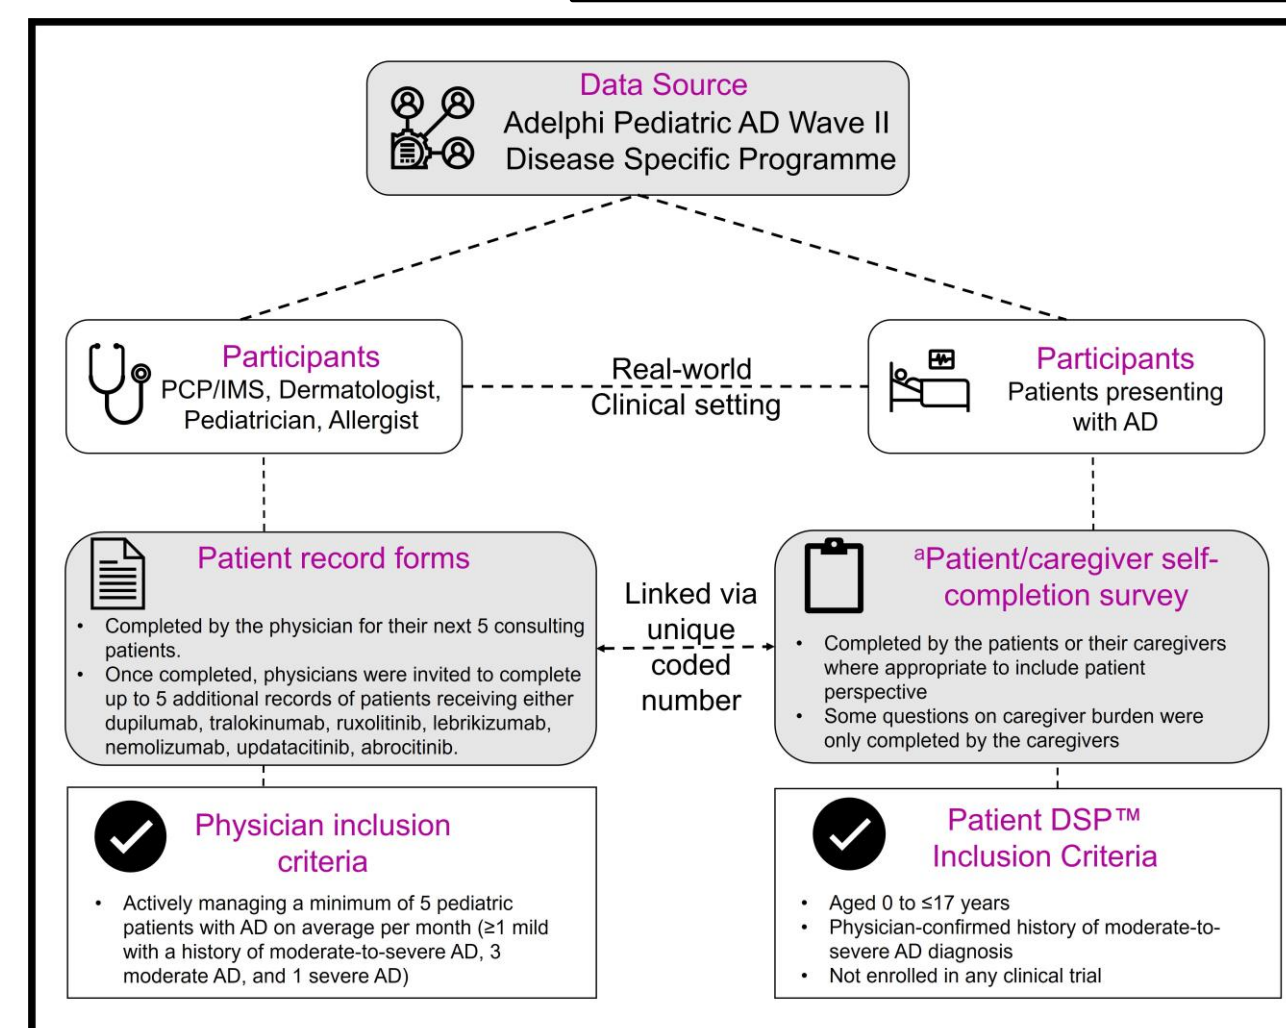 Data Source
Adelphi Pediatric AD Wave II
Disease Specific Programme
Participants
PCP/IMS, Dermatologist,
Pediatrician, Allergist
Real-world
Clinical setting
Participants
Patients presenting
with AD
Patient record forms
• Completed by the physician for their next 5 consulting
patients.
• Once completed, physicians were invited to complete
up to 5 additional records of patients receiving either
dupilumab, tralokinumab, ruxolitinib, lebrikizumab,
nemolizumab, updatacitinib, abrocitinib.
Linked via
unique
coded
number
aPatient/caregiver self-
completion survey
• Completed by the patients or their caregivers
where appropriate to include patient
perspective
• Some questions on caregiver burden were
only completed by the caregivers
Physician inclusion
criteria
• Actively managing a minimum of 5 pediatric
patients with AD on average per month (≥1 mild
with a history of moderate-to-severe AD, 3
moderate AD, and 1 severe AD)
Patient DSP™
Inclusion Criteria
• Aged 0 to ≤17 years
• Physician-confirmed history of moderate-to-
severe AD diagnosis
• Not enrolled in any clinical trial